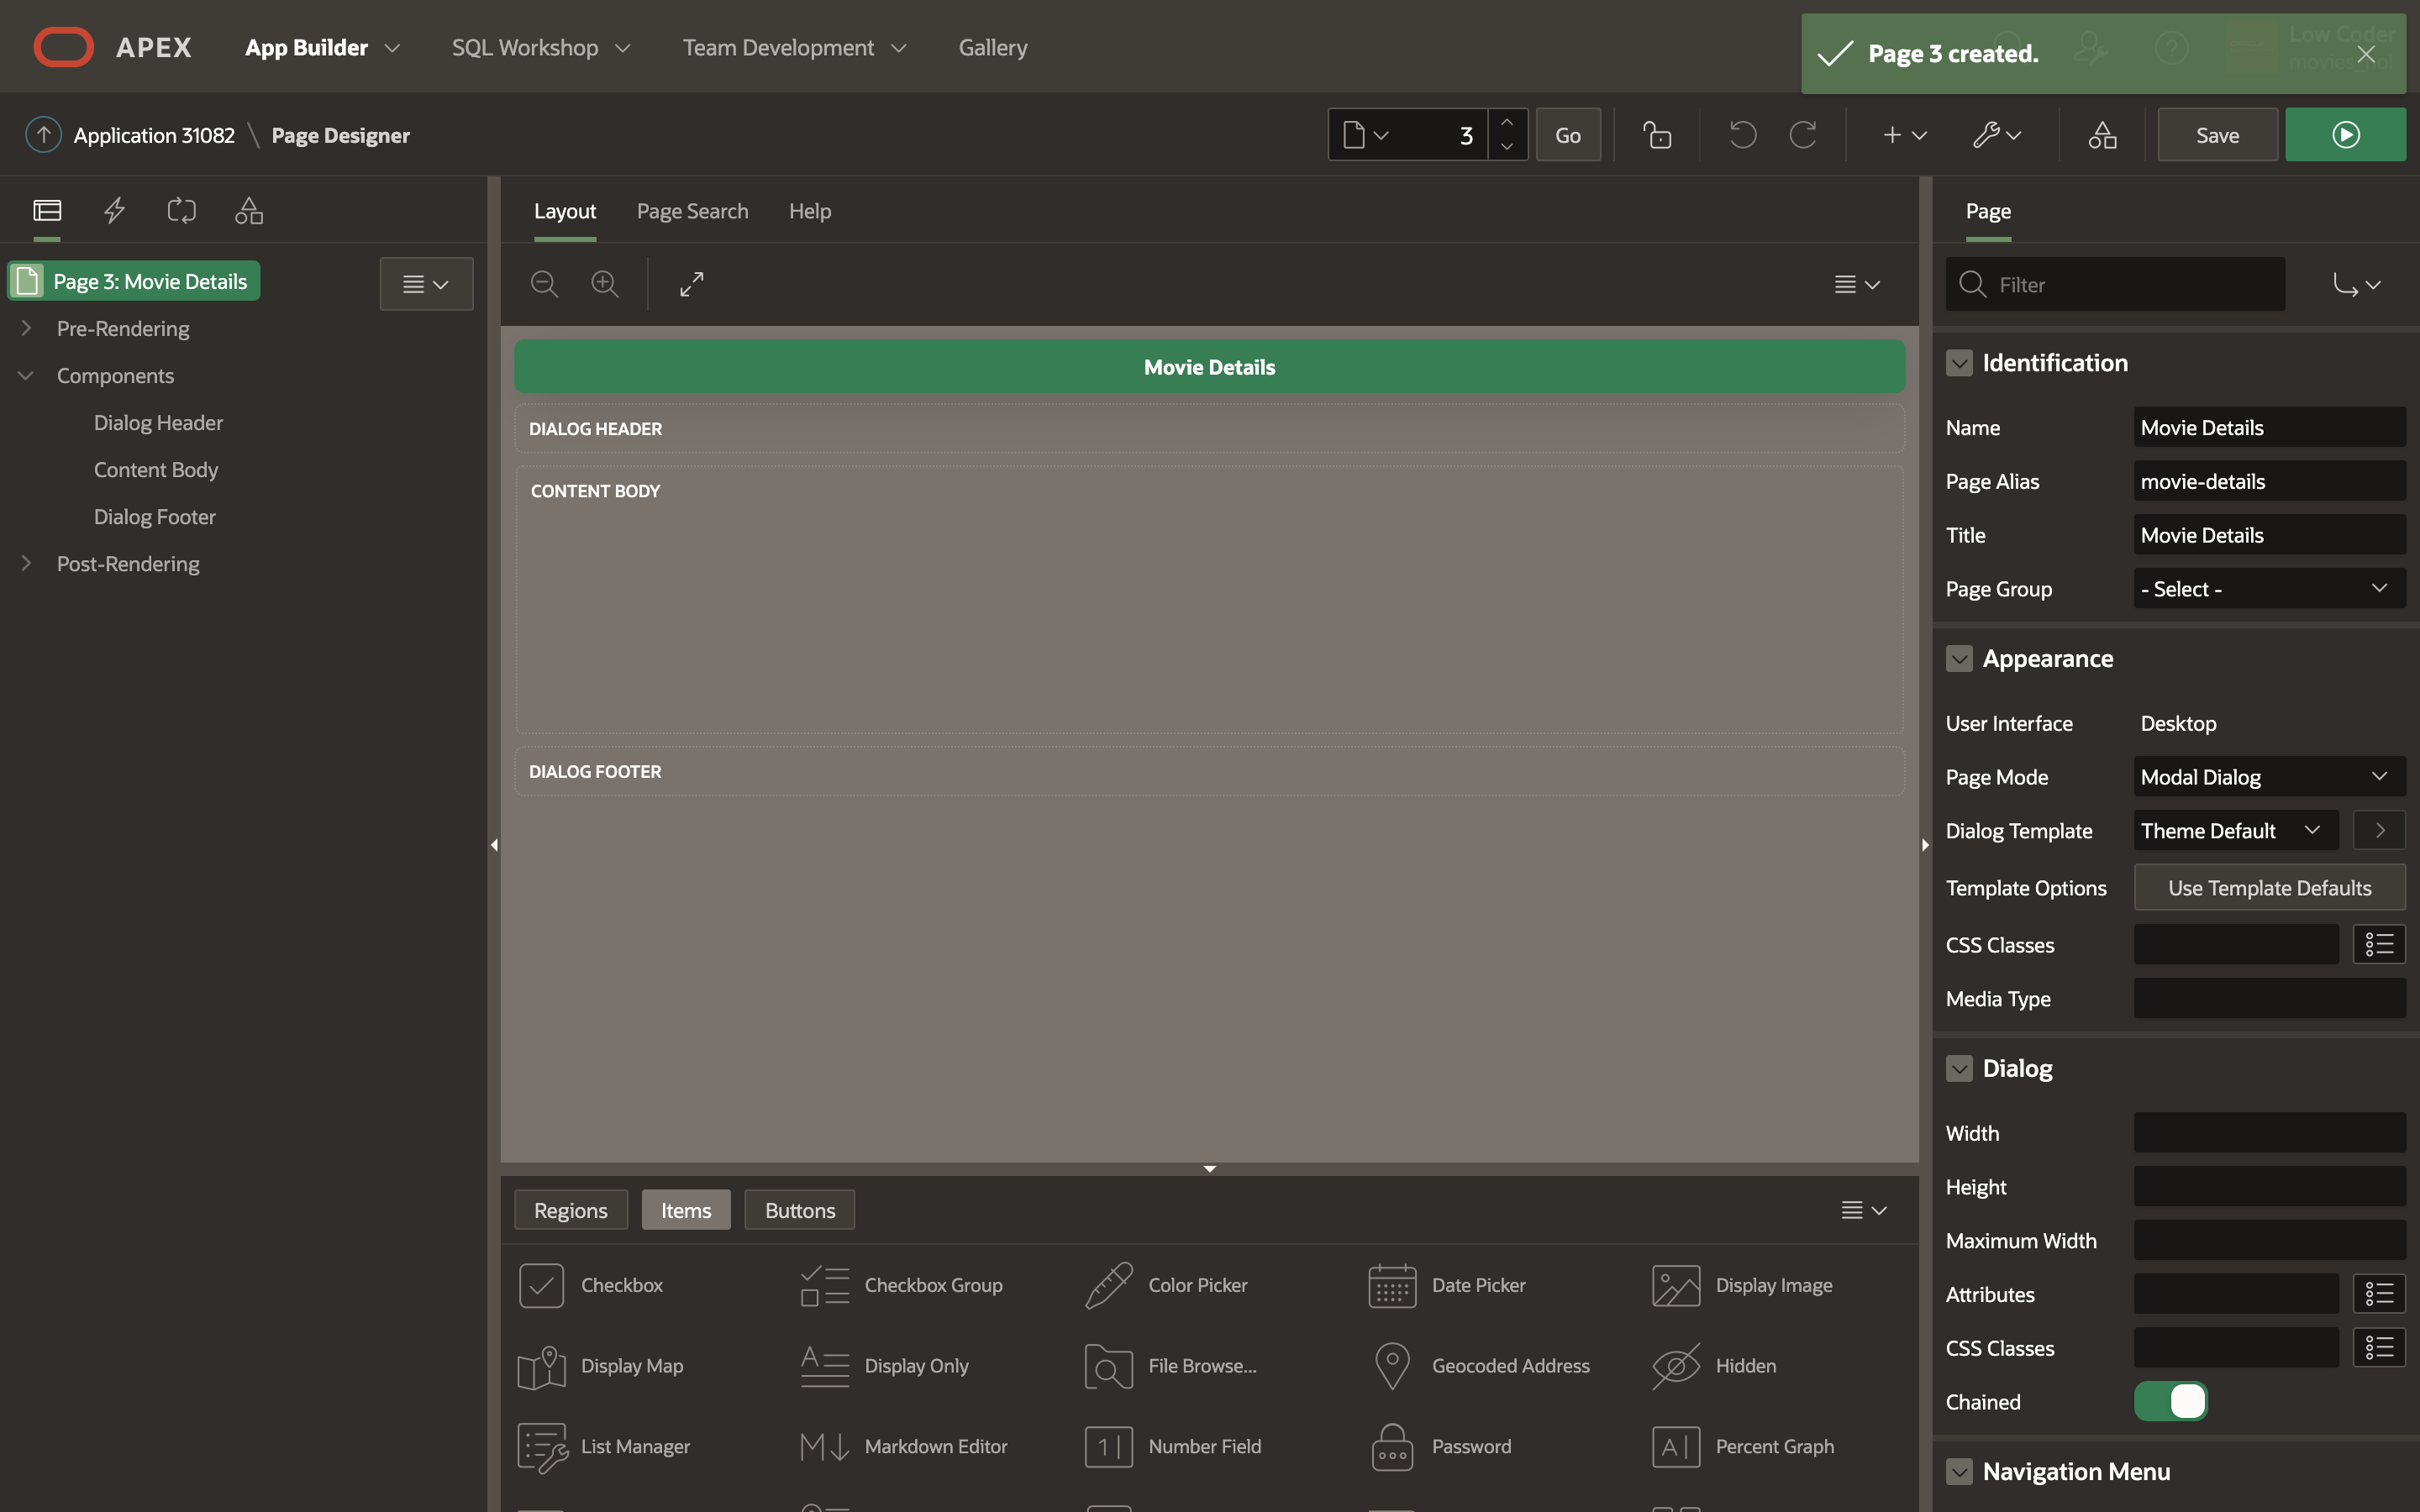 APEX
App Builder
SQL Workshop
Team Development
Gallery
Page 3 created.
Low Coder
Application 31082 \ Page Designer
3
Go
Save
Layout
Page Search
Help
Page
Page 3: Movie Details
Pre-Rendering
Components
Dialog Header
Content Body
Dialog Footer
Post-Rendering
Movie Details
DIALOG HEADER
CONTENT BODY
DIALOG FOOTER
Regions
Items
Buttons
Checkbox
Checkbox Group
Color Picker
Date Picker
Display Image
Display Map
Display Only
File Browse...
Geocoded Address
Hidden
List Manager
Markdown Editor
Number Field
Password
Percent Graph
Filter
Identification
Name
Movie Details
Page Alias
movie-details
Title
Movie Details
Page Group
- Select -
Appearance
User Interface
Desktop
Page Mode
Modal Dialog
Dialog Template
Theme Default
Template Options
Use Template Defaults
CSS Classes
Media Type
Dialog
Width
Height
Maximum Width
Attributes
CSS Classes
Chained
Navigation Menu